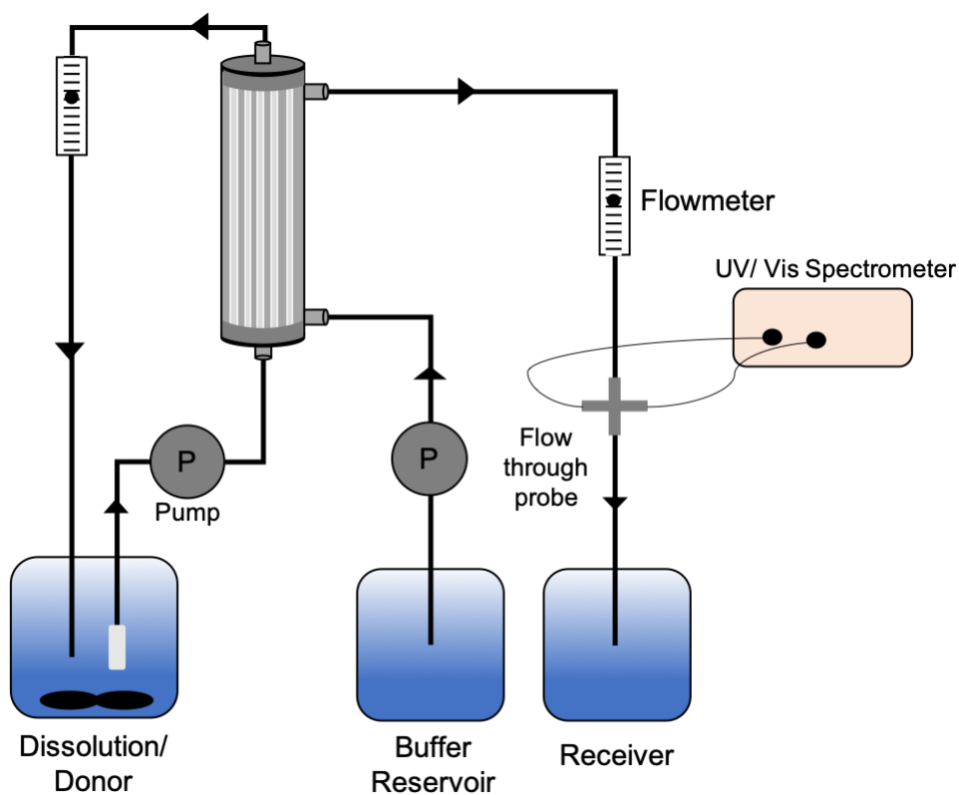 Flowmeter
UV/ Vis Spectrometer
P
Pump
P
Flow
through
probe
Dissolution/
Donor
Buffer
Reservoir
Receiver